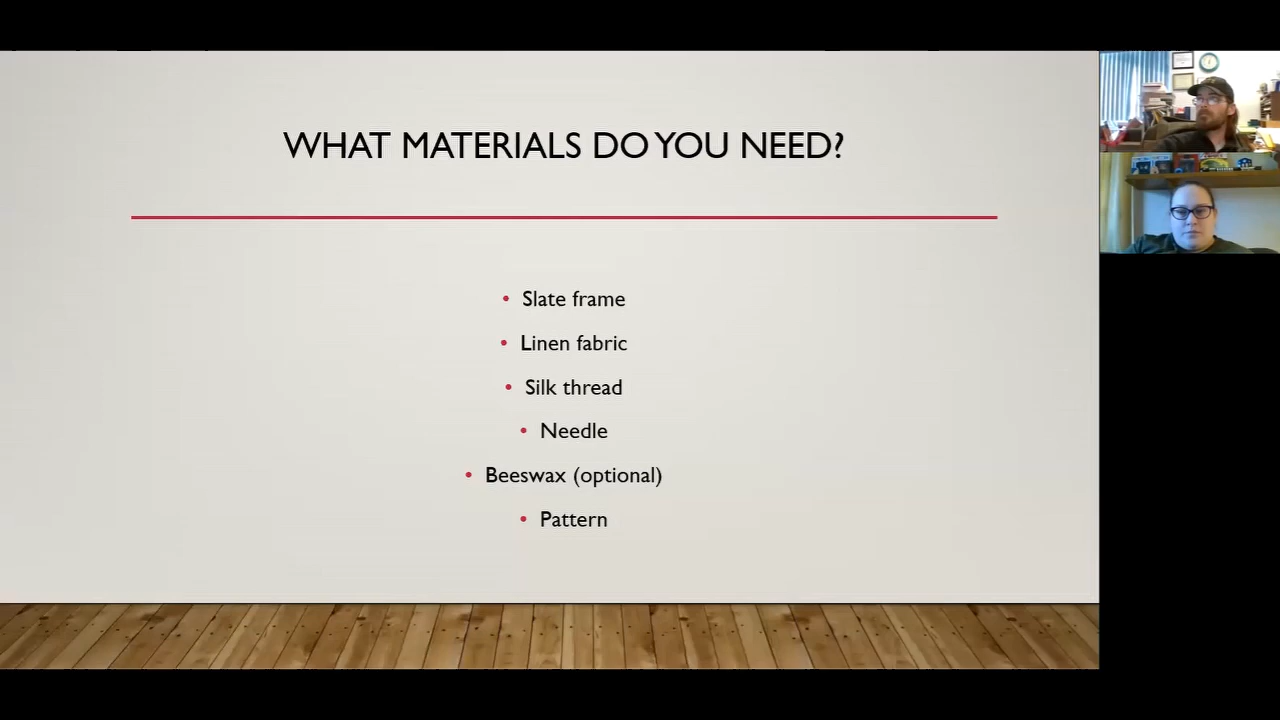 WHAT MATERIALS DO YOU NEED?
• Slate frame
• Linen fabric
• Silk thread
• Needle
• Beeswax (optional)
• Pattern